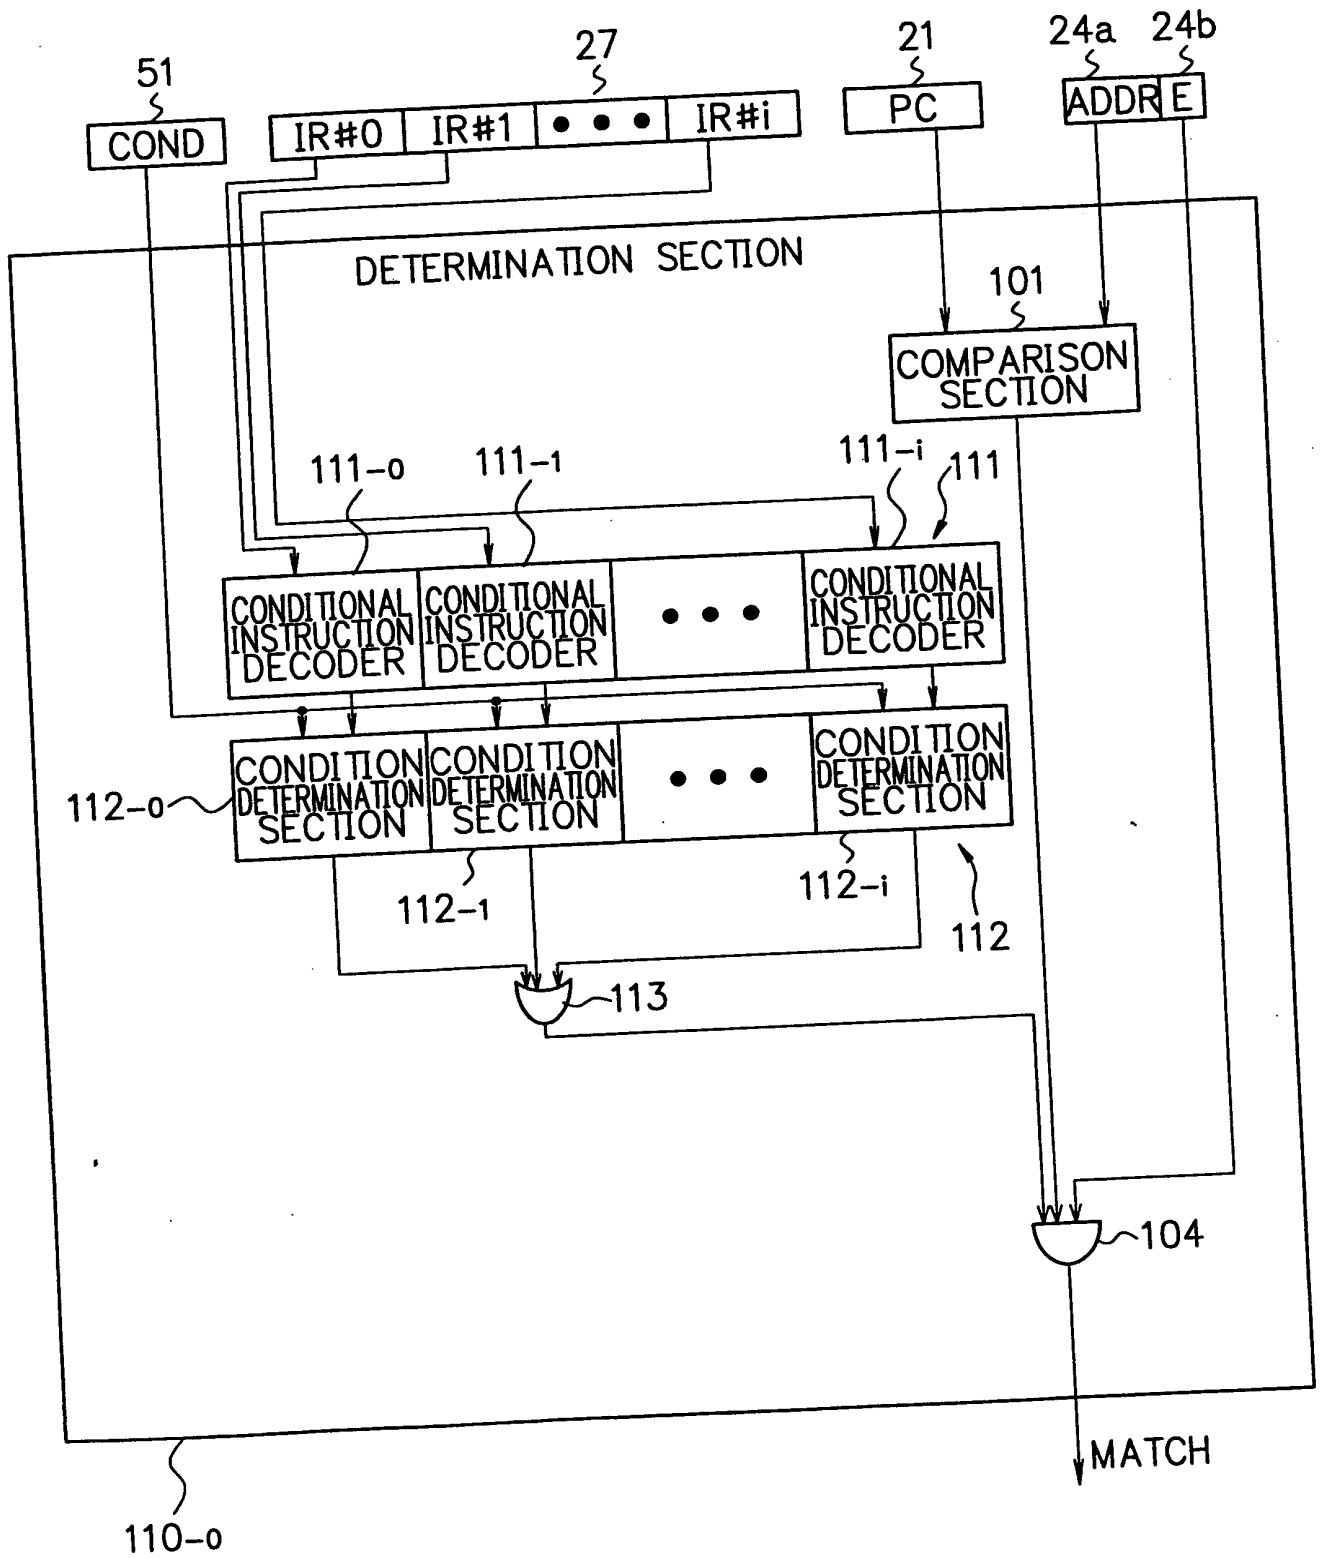 51
27
21
24a
24b
COND
IR#0
IR#1
IR#i
PC
ADDR
E
DETERMINATION SECTION
101
COMPARISON
SECTION
111-0
111-1
111-i
111
CONDITIONAL
INSTRUCTION
DECODER
CONDITIONAL
INSTRUCTION
DECODER
CONDITIONAL
INSTRUCTION
DECODER
CONDITION
DETERMINATION
SECTION
CONDITION
DETERMINATION
SECTION
CONDITION
DETERMINATION
SECTION
112-0
112-1
112-i
112
113
104
MATCH
110-0